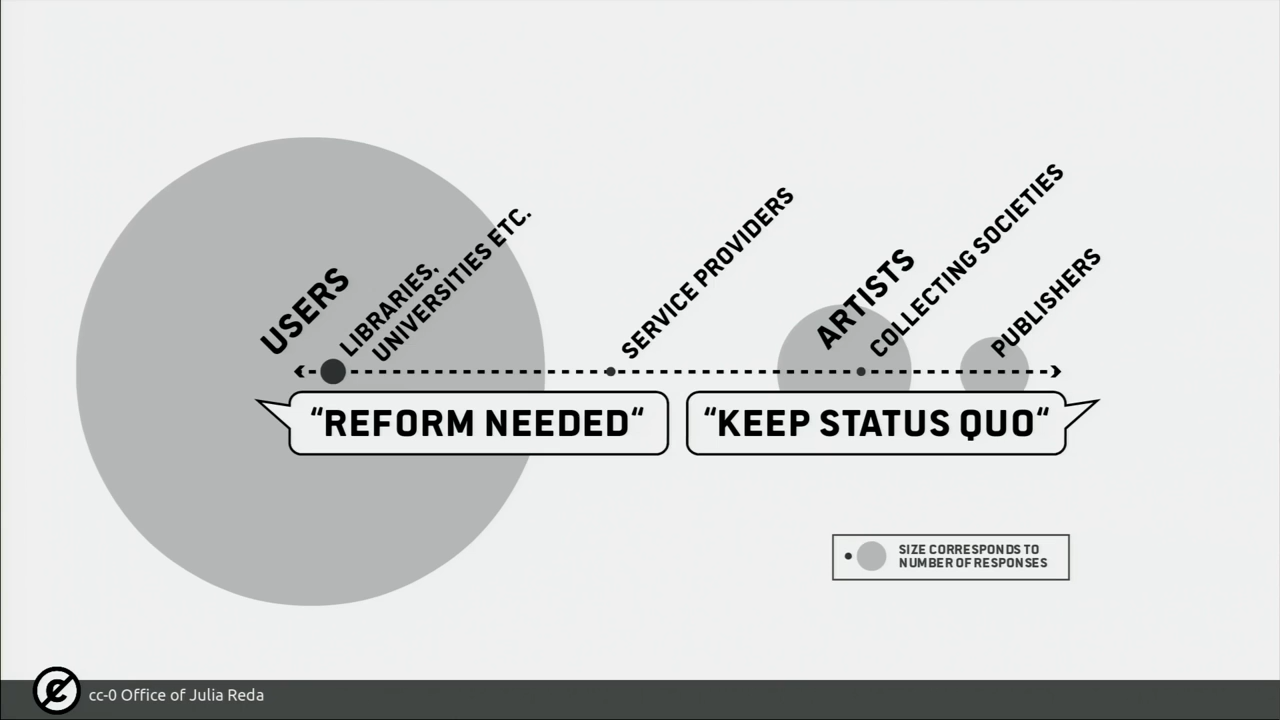 USERS
LIBRARIES,
UNIVERSITIES ETC.
SERVICE PROVIDERS
ARTISTS
COLLECTING SOCIETIES
PUBLISHERS
“REFORM NEEDED“
“KEEP STATUS QUO“
SIZE CORRESPONDS TO
NUMBER OF RESPONSES
cc-0 Office of Julia Reda